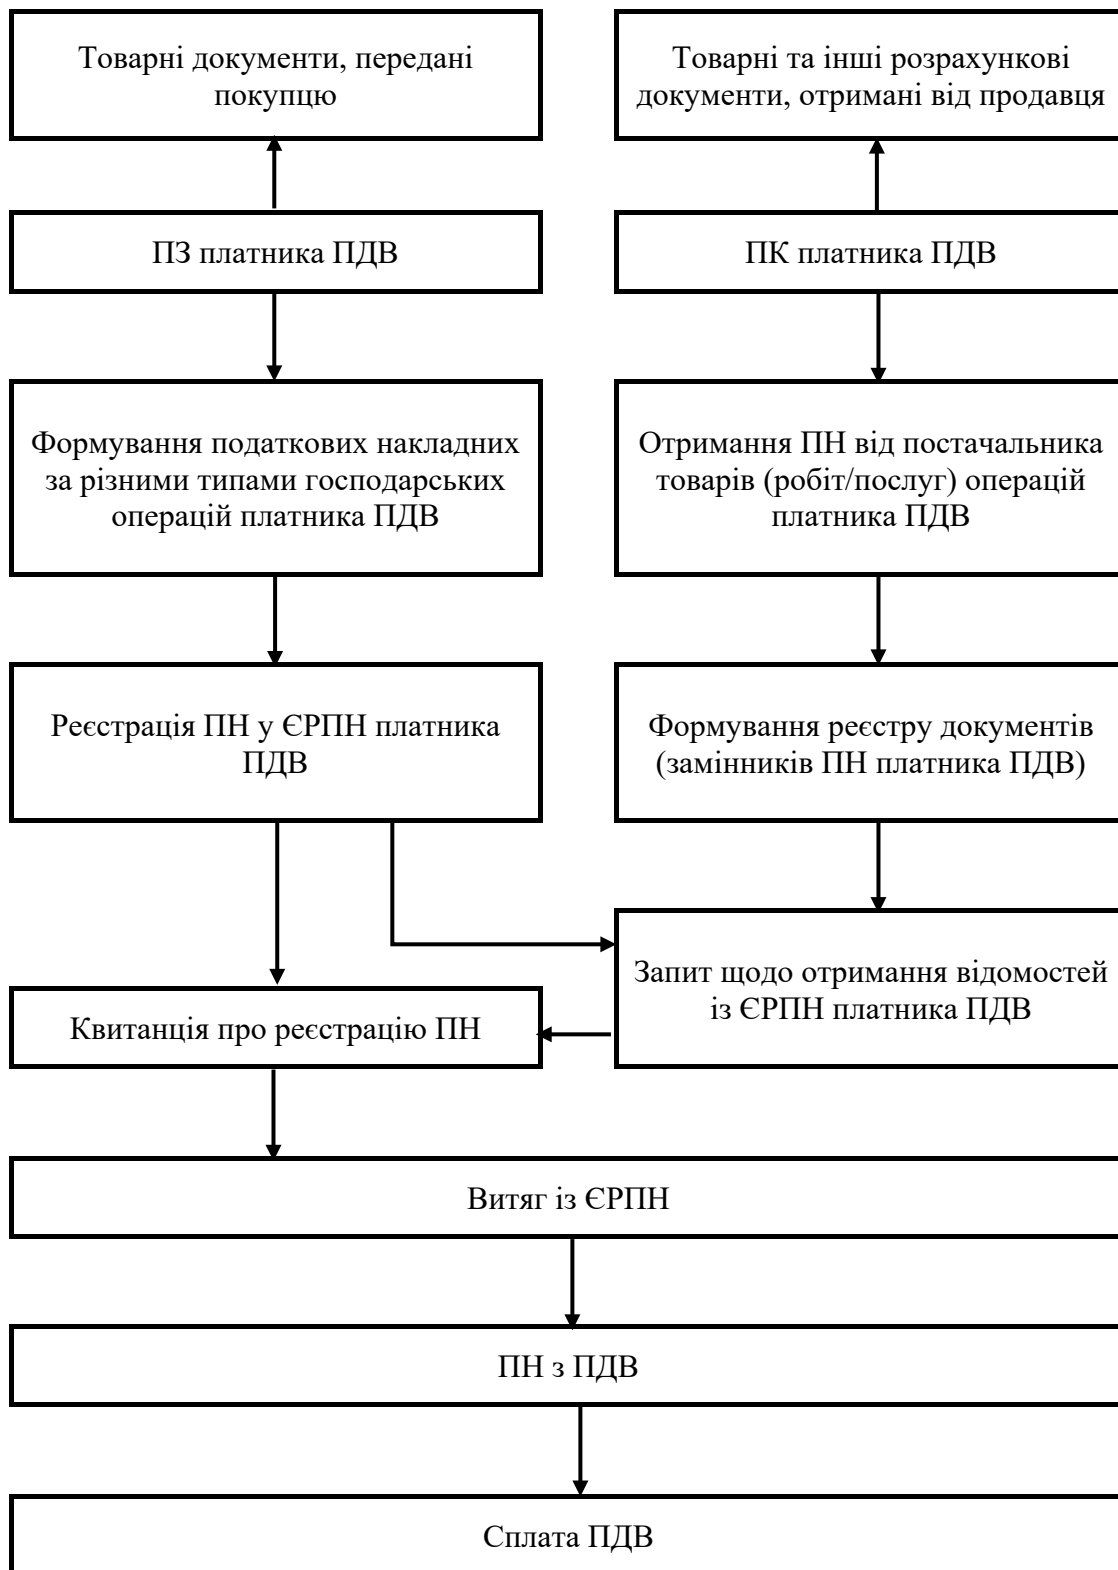 Товарні документи, передані
покупцю
Товарні та інші розрахункові
документи, отримані від продавця
ПЗ платника ПДВ
ПК платника ПДВ
Формування податкових накладних
за різними типами господарських
операцій платника ПДВ
Отримання ПН від постачальника
товарів (робіт/послуг) операцій
платника ПДВ
Реєстрація ПН у ЄРПН платника
ПДВ
Формування реєстру документів
(замінників ПН платника ПДВ)
Запит щодо отримання відомостей
із ЄРПН платника ПДВ
Квитанція про реєстрацію ПН
Витяг із ЄРПН
ПН з ПДВ
Сплата ПДВ